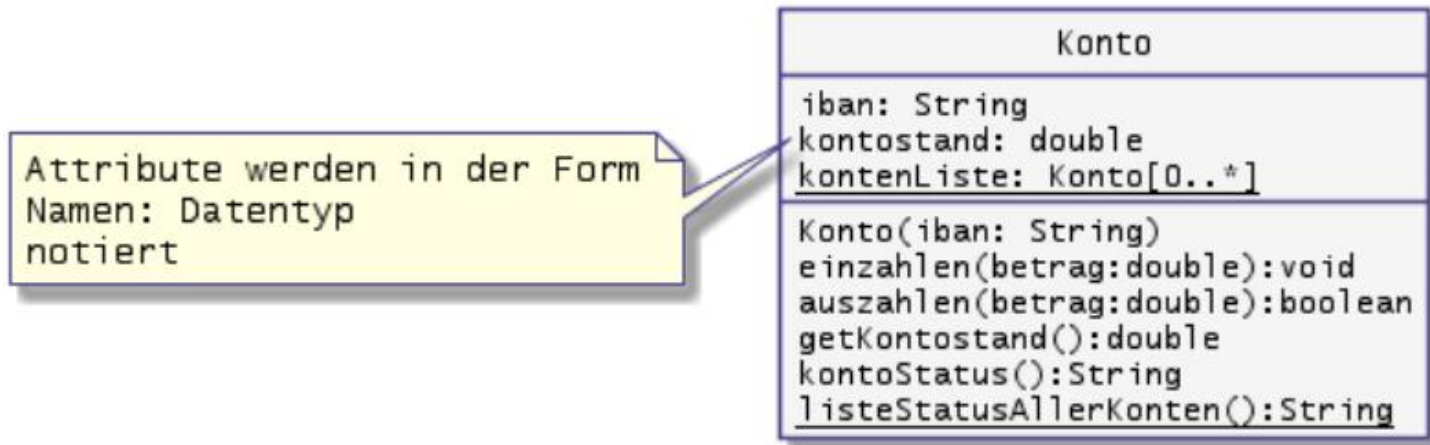 Attribute werden in der Form
Namen: Datentyp
notiert
Konto
iban: String
kontostand: double
kontenListe: Konto[0..*]
Konto(iban: String)
einzahlen(betrag:double):void
auszahlen(betrag:double):boolean
getKontostand():double
kontoStatus():String
listeStatusAllerKonten():String